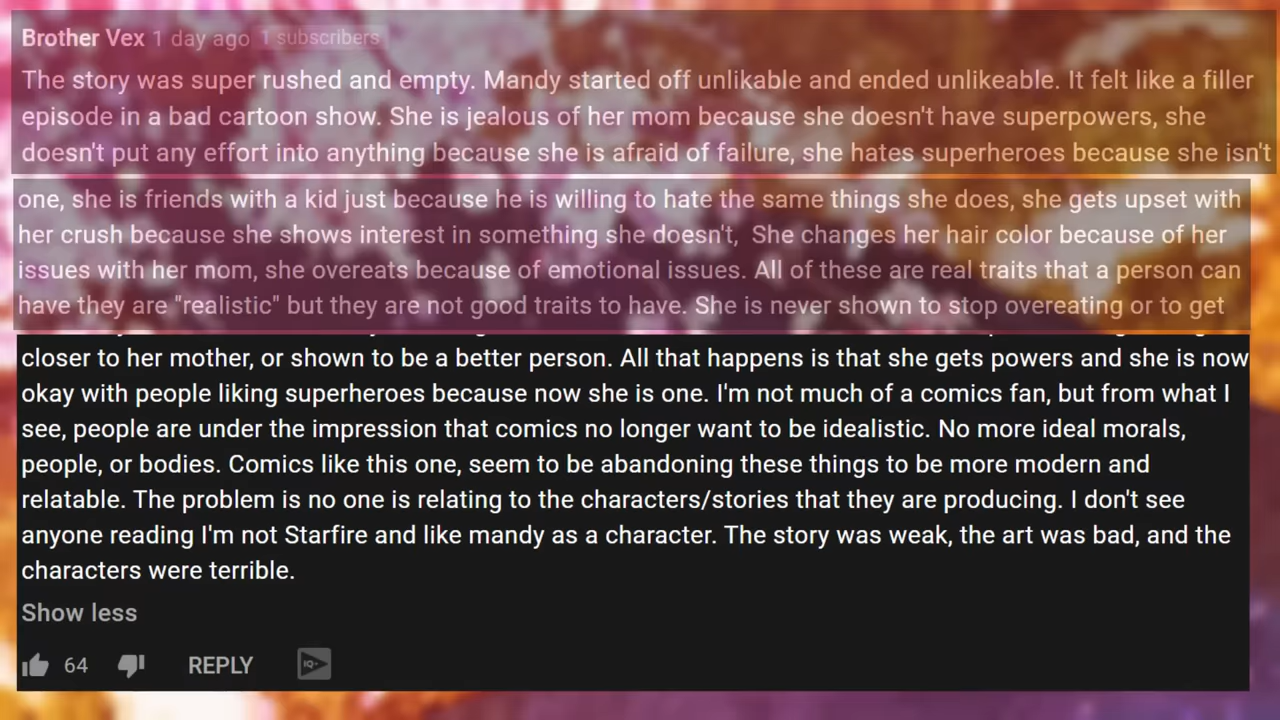 Brother Vex 1 day ago 1 subscribers
The story was super rushed and empty. Mandy started off unlikable and ended unlikeable. It felt like a filler
episode in a bad cartoon show. She is jealous of her mom because she doesn't have superpowers, she
doesn't put any effort into anything because she is afraid of failure, she hates superheroes because she isn't
one, she is friends with a kid just because he is willing to hate the same things she does, she gets upset with
her crush because she shows interest in something she doesn't, She changes her hair color because of her
issues with her mom, she overeats because of emotional issues. All of these are real traits that a person can
have they are "realistic" but they are not good traits to have. She is never shown to stop overeating or to get
closer to her mother, or shown to be a better person. All that happens is that she gets powers and she is now
okay with people liking superheroes because now she is one. I'm not much of a comics fan, but from what I
see, people are under the impression that comics no longer want to be idealistic. No more ideal morals,
people, or bodies. Comics like this one, seem to be abandoning these things to be more modern and
relatable. The problem is no one is relating to the characters/stories that they are producing. I don't see
anyone reading I'm not Starfire and like mandy as a character. The story was weak, the art was bad, and the
characters were terrible.
Show less
64 REPLY